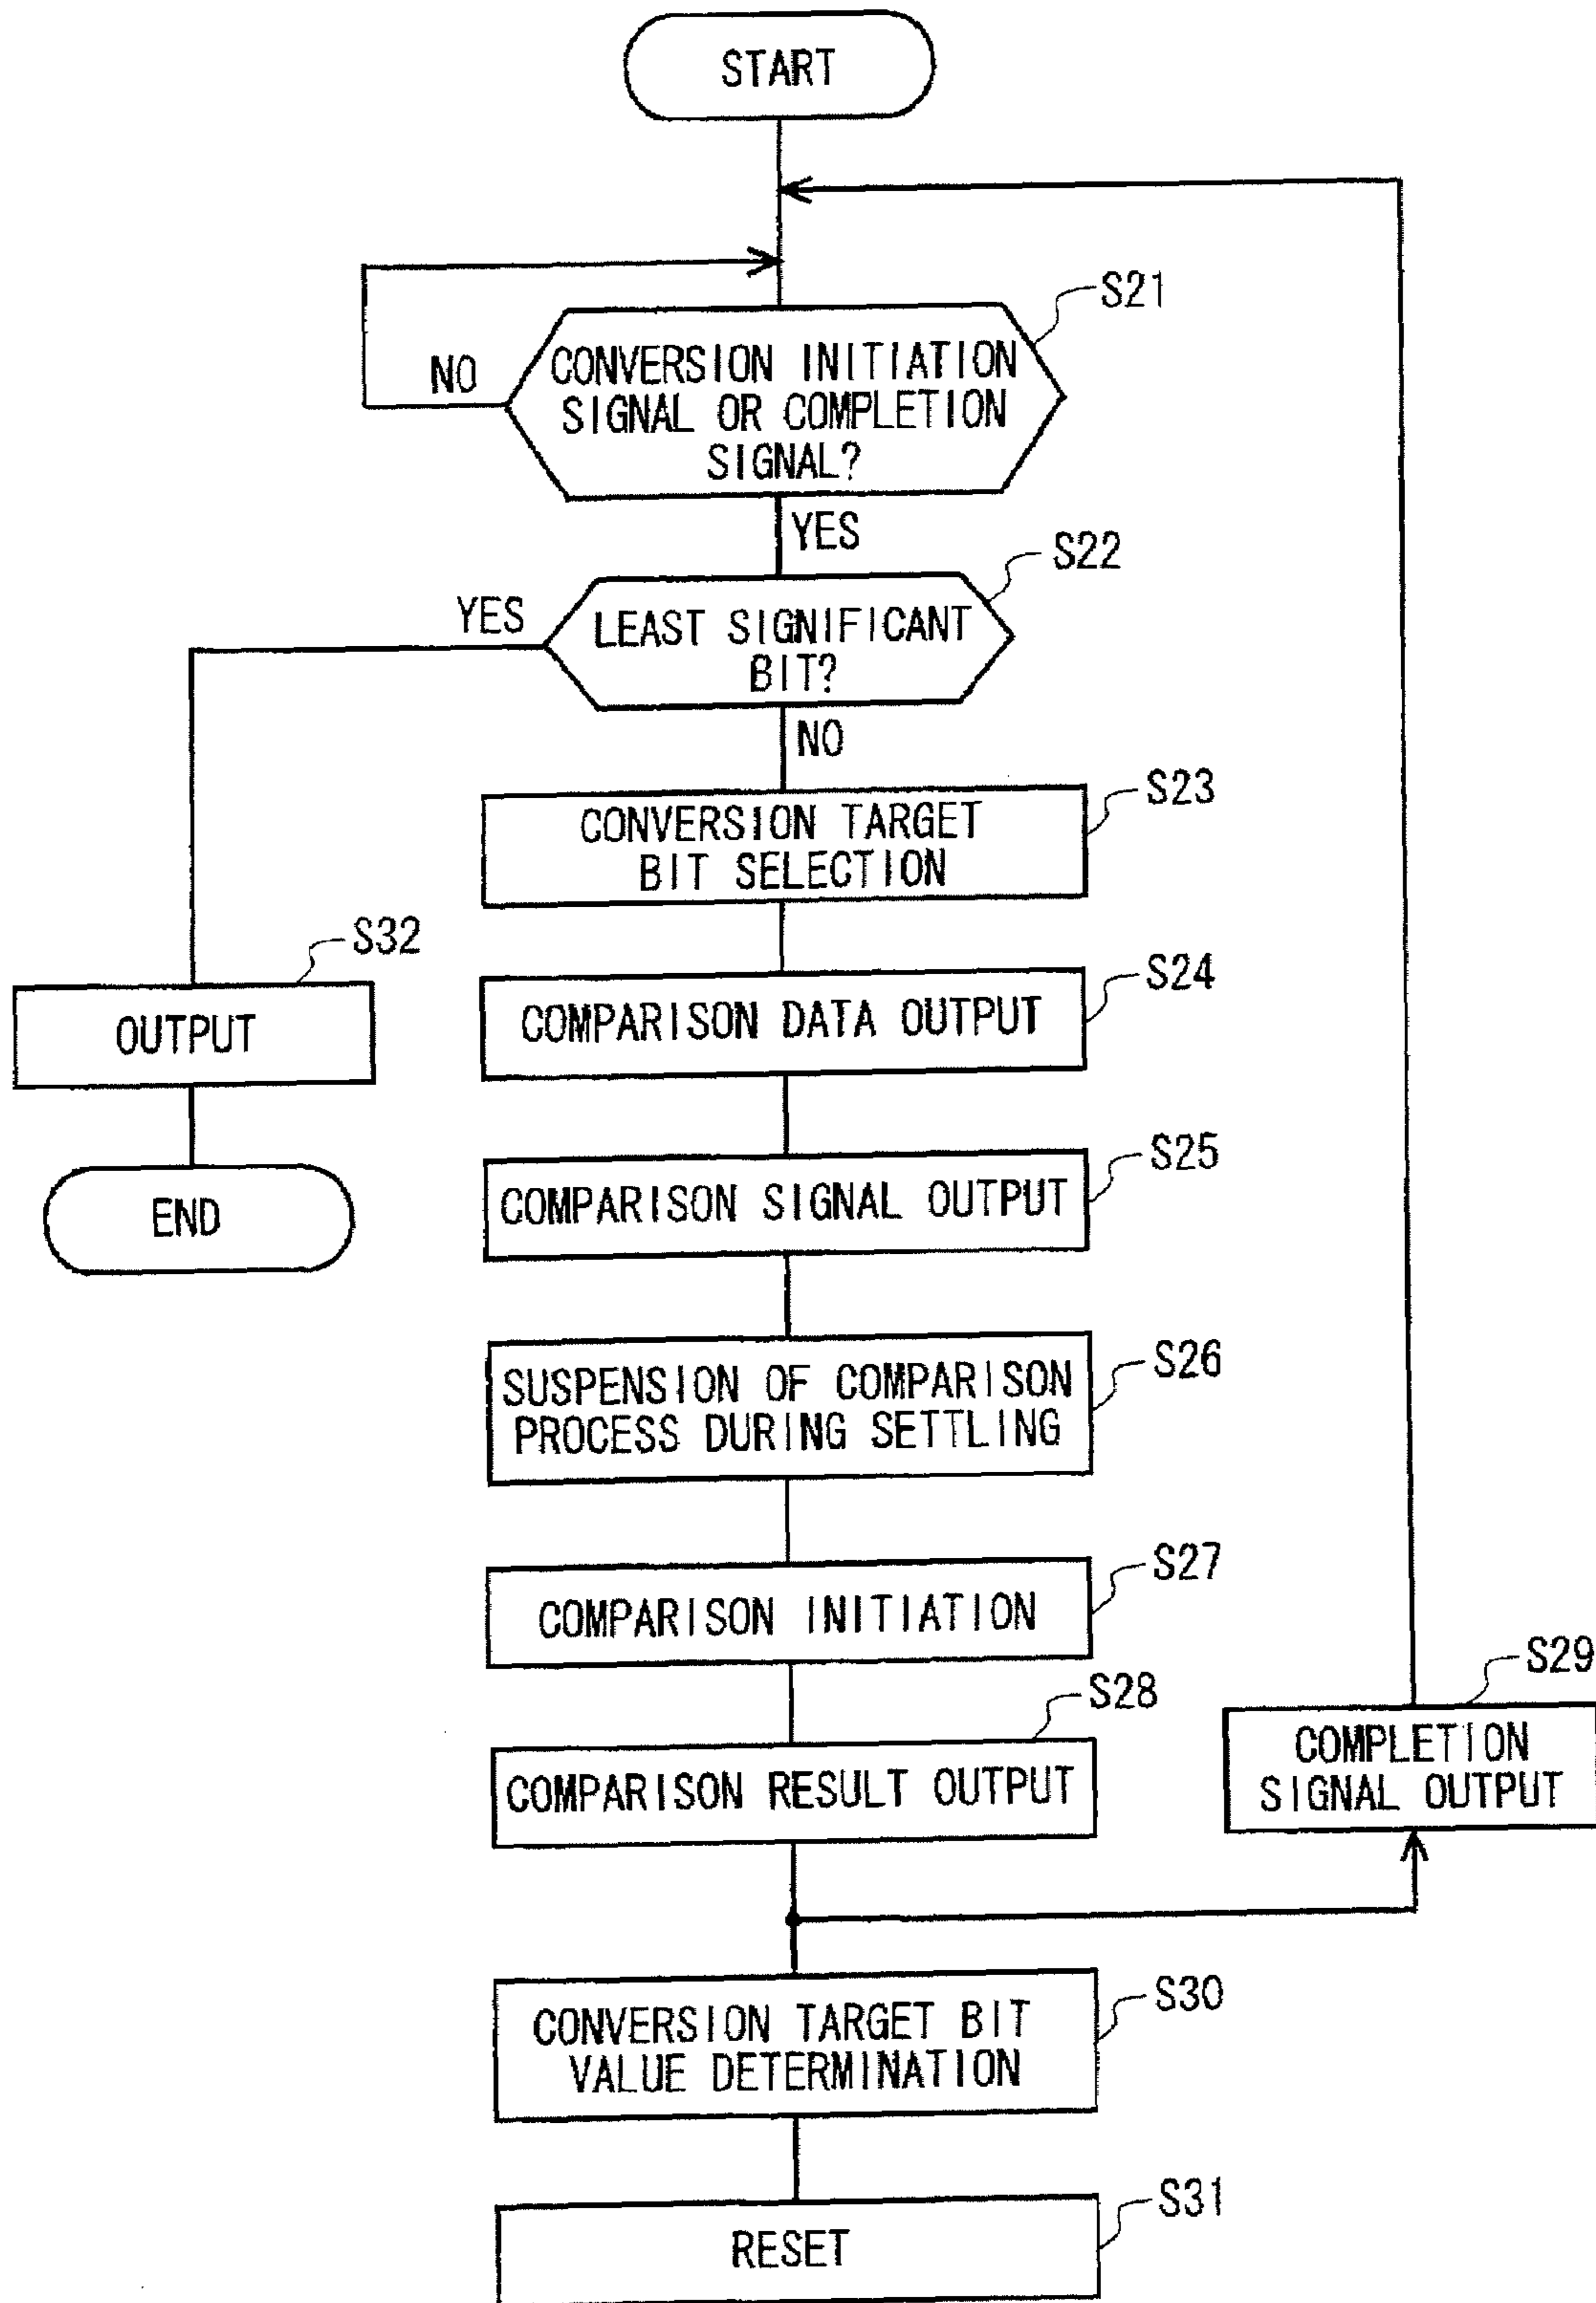 START
S21
CONVERSION INITIATION
SIGNAL OR COMPLETION
SIGNAL?
NO
YES
S22
LEAST SIGNIFICANT
BIT?
YES
NO
S23
CONVERSION TARGET
BIT SELECTION
S32
OUTPUT
S24
COMPARISON DATA OUTPUT
END
S25
COMPARISON SIGNAL OUTPUT
S26
SUSPENSION OF COMPARISON
PROCESS DURING SETTLING
S27
COMPARISON INITIATION
S28
COMPARISON RESULT OUTPUT
S29
COMPLETION
SIGNAL OUTPUT
S30
CONVERSION TARGET BIT
VALUE DETERMINATION
S31
RESET